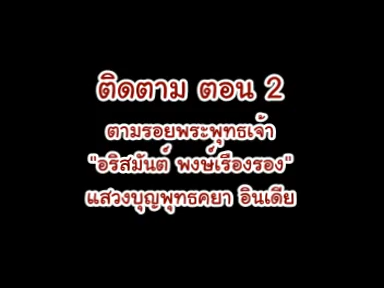 ติดตาม ตอน 2
ตามรอยพระพุทธเจ้า
"อริสมันต์ พงษ์เรืองรอง"
แสวงบุญพุทธคยา อินเดีย